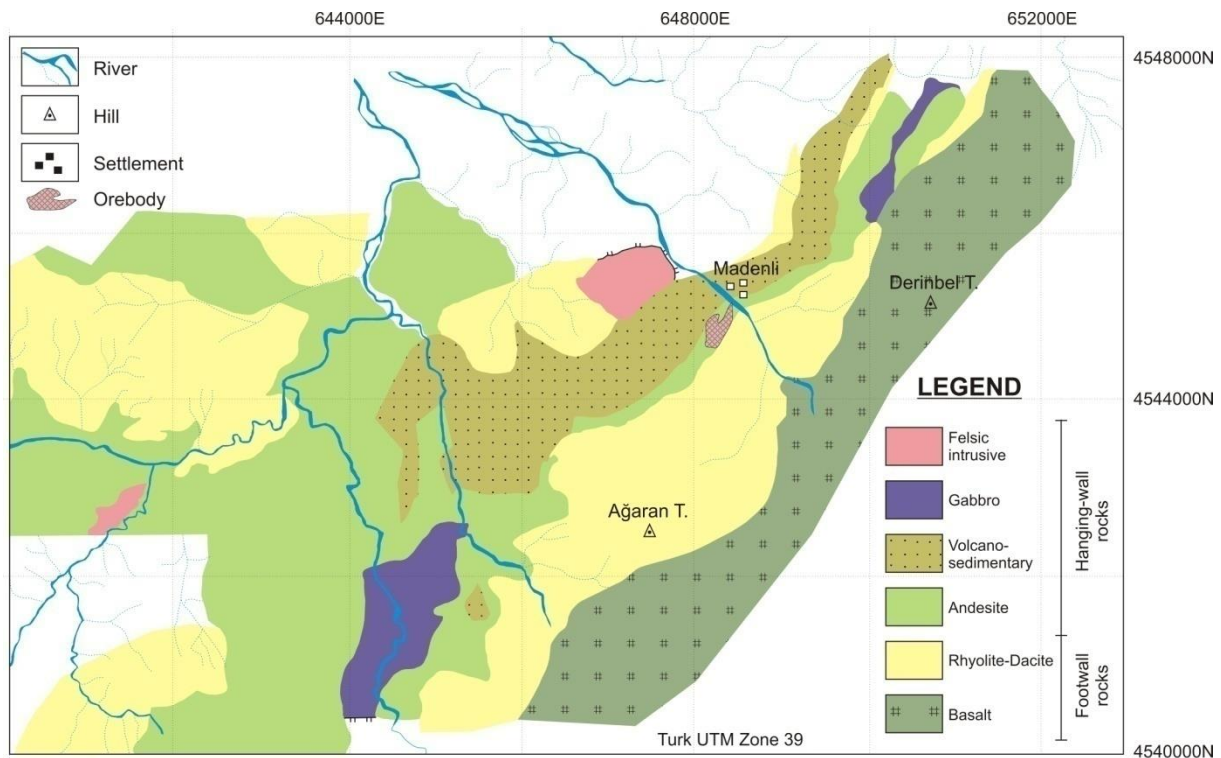 644000E
648000E
652000E
4548000N
River
Hill
Settlement
Orebody
Madenli
Derinbel T.
4544000N
LEGEND
Felsic
intrusive
Gabbro
Ağaran T.
Volcano-
sedimentary
Andesite
Rhyolite-Dacite
Basalt
Hanging-wall
rocks
Footwall
rocks
Turk UTM Zone 39
4540000N